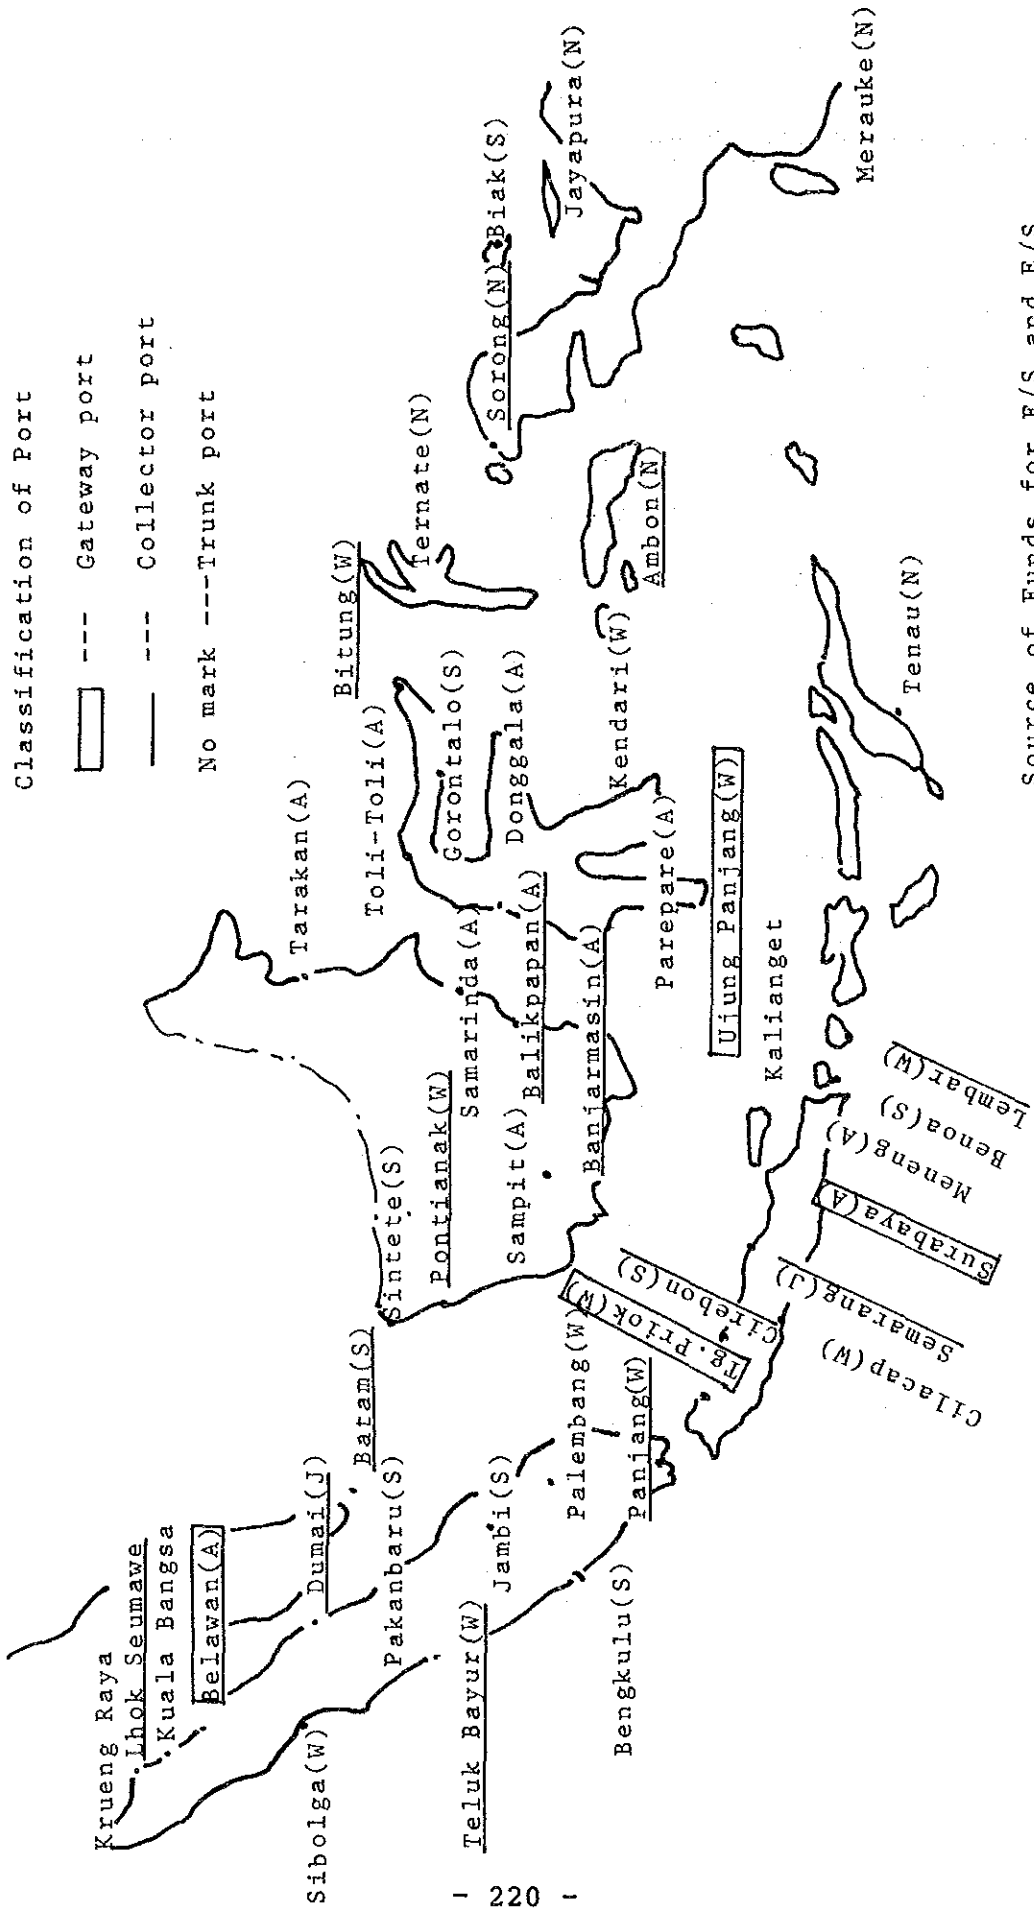 Classification of Port
--- Gateway port
--- Collector port
No mark ---Trunk port
Krueng Raya
Lhok Seumawe
Kuala Bangsa
Belawan(A)
Dumai(J)
Batam(S)
Sibolga(W)
Pakanbaru(S)
Teluk Bayur(W)
Jambi(S)
Palembang(W)
Bengkulu(S)
Panjang(W)
Tg.Priok(W)
Cirebon(S)
Cilacap(W)
Semarang(J)
Surabaya(A)
Meneng(A)
Benoa(S)
Lembar(W)
Kalianget
Sintete(S)
Pontianak(W)
Sampit(A)
Samarinda(A)
Balikpapan(A)
Banjarmasin(A)
Tarakan(A)
Toli-Toli(A)
Gorontalo(S)
Donggala(A)
Parepare(A)
Ujung Panjang(W)
Kendari(W)
Bitung(W)
Ternate(N)
Ambon(N)
Tenau(N)
Sorong(N)
Biak(S)
Jayapura(N)
Merauke(N)
- 220 -